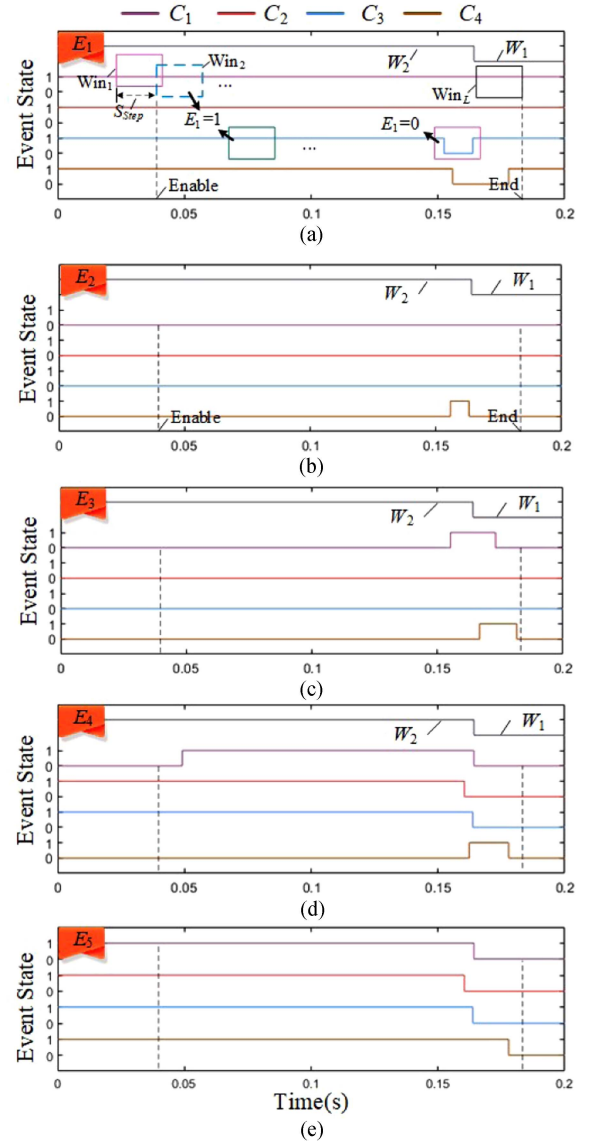 C1 C2 C3 C4
E1
W2 W1
Win1 Win2 ... WinL
SStep
E1=1 ... E1=0
Enable End
Event State
1
0
1
0
1
0
1
0
0 0.05 0.1 0.15 0.2
(a)
E2
W2 W1
Event State
1
0
1
0
1
0
1
0
Enable End
0 0.05 0.1 0.15 0.2
(b)
E3
W2 W1
Event State
1
0
1
0
1
0
1
0
0 0.05 0.1 0.15 0.2
(c)
E4
W2 W1
Event State
1
0
1
0
1
0
1
0
0 0.05 0.1 0.15 0.2
(d)
E5
Event State
1
0
1
0
1
0
1
0
0 0.05 0.1 0.15 0.2
Time(s)
(e)